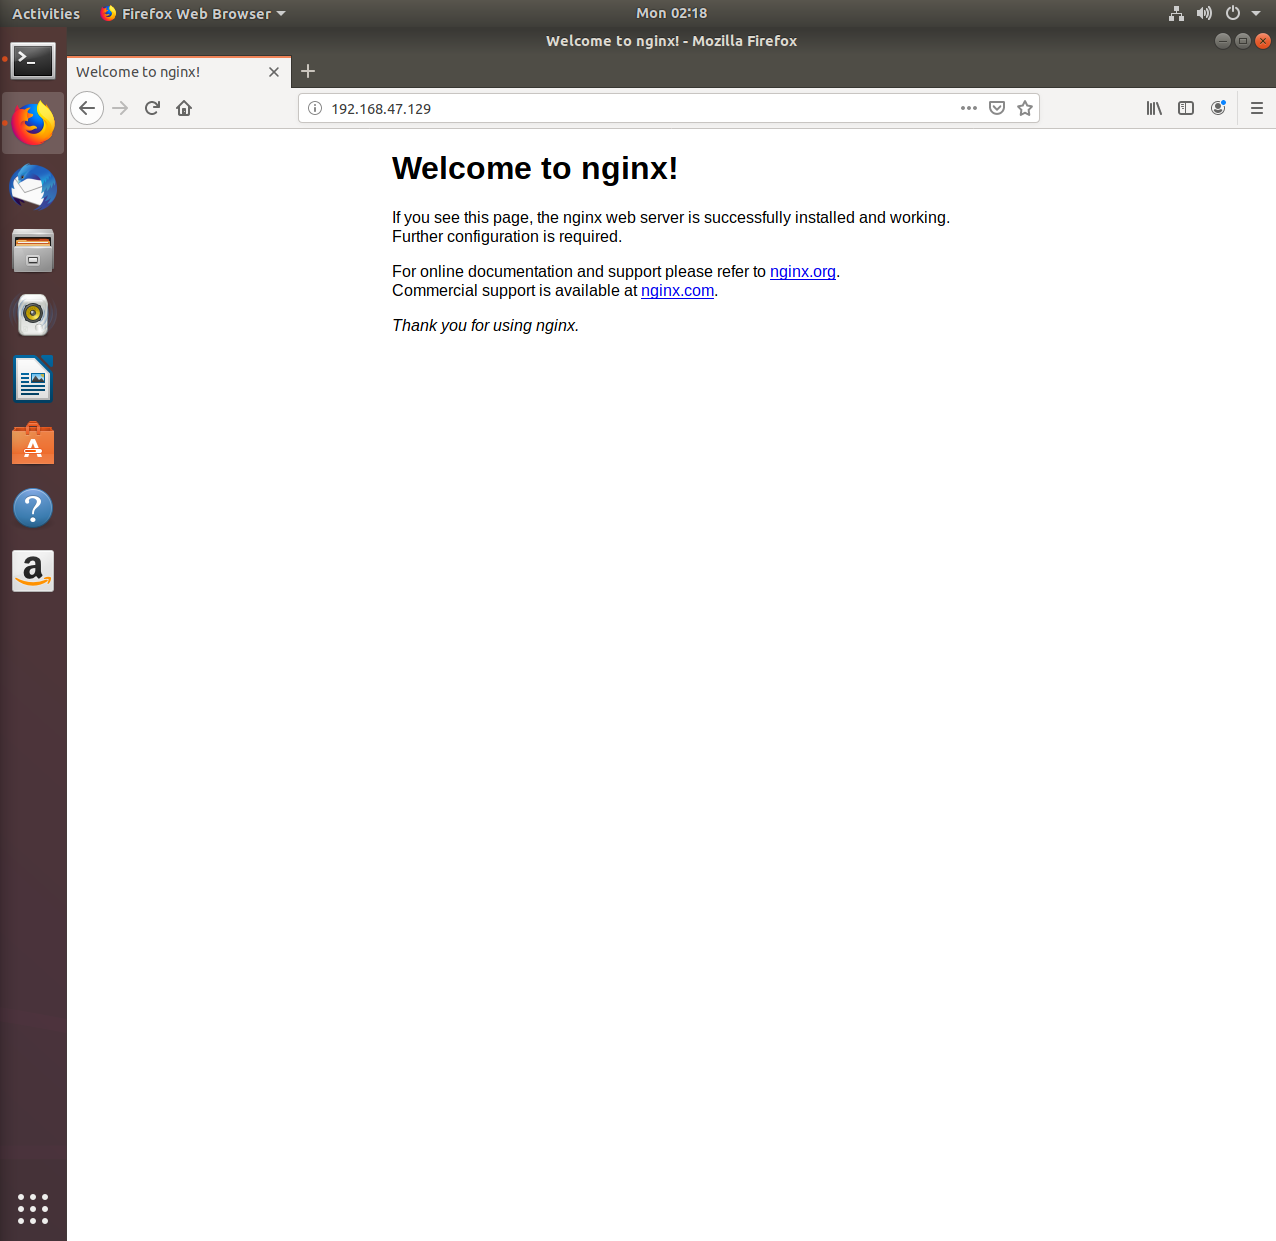 Activities
Firefox Web Browser
Mon 02:18
Welcome to nginx! - Mozilla Firefox
Welcome to nginx!
192.168.47.129
Welcome to nginx!
If you see this page, the nginx web server is successfully installed and working.
Further configuration is required.
For online documentation and support please refer to nginx.org.
Commercial support is available at nginx.com.
Thank you for using nginx.